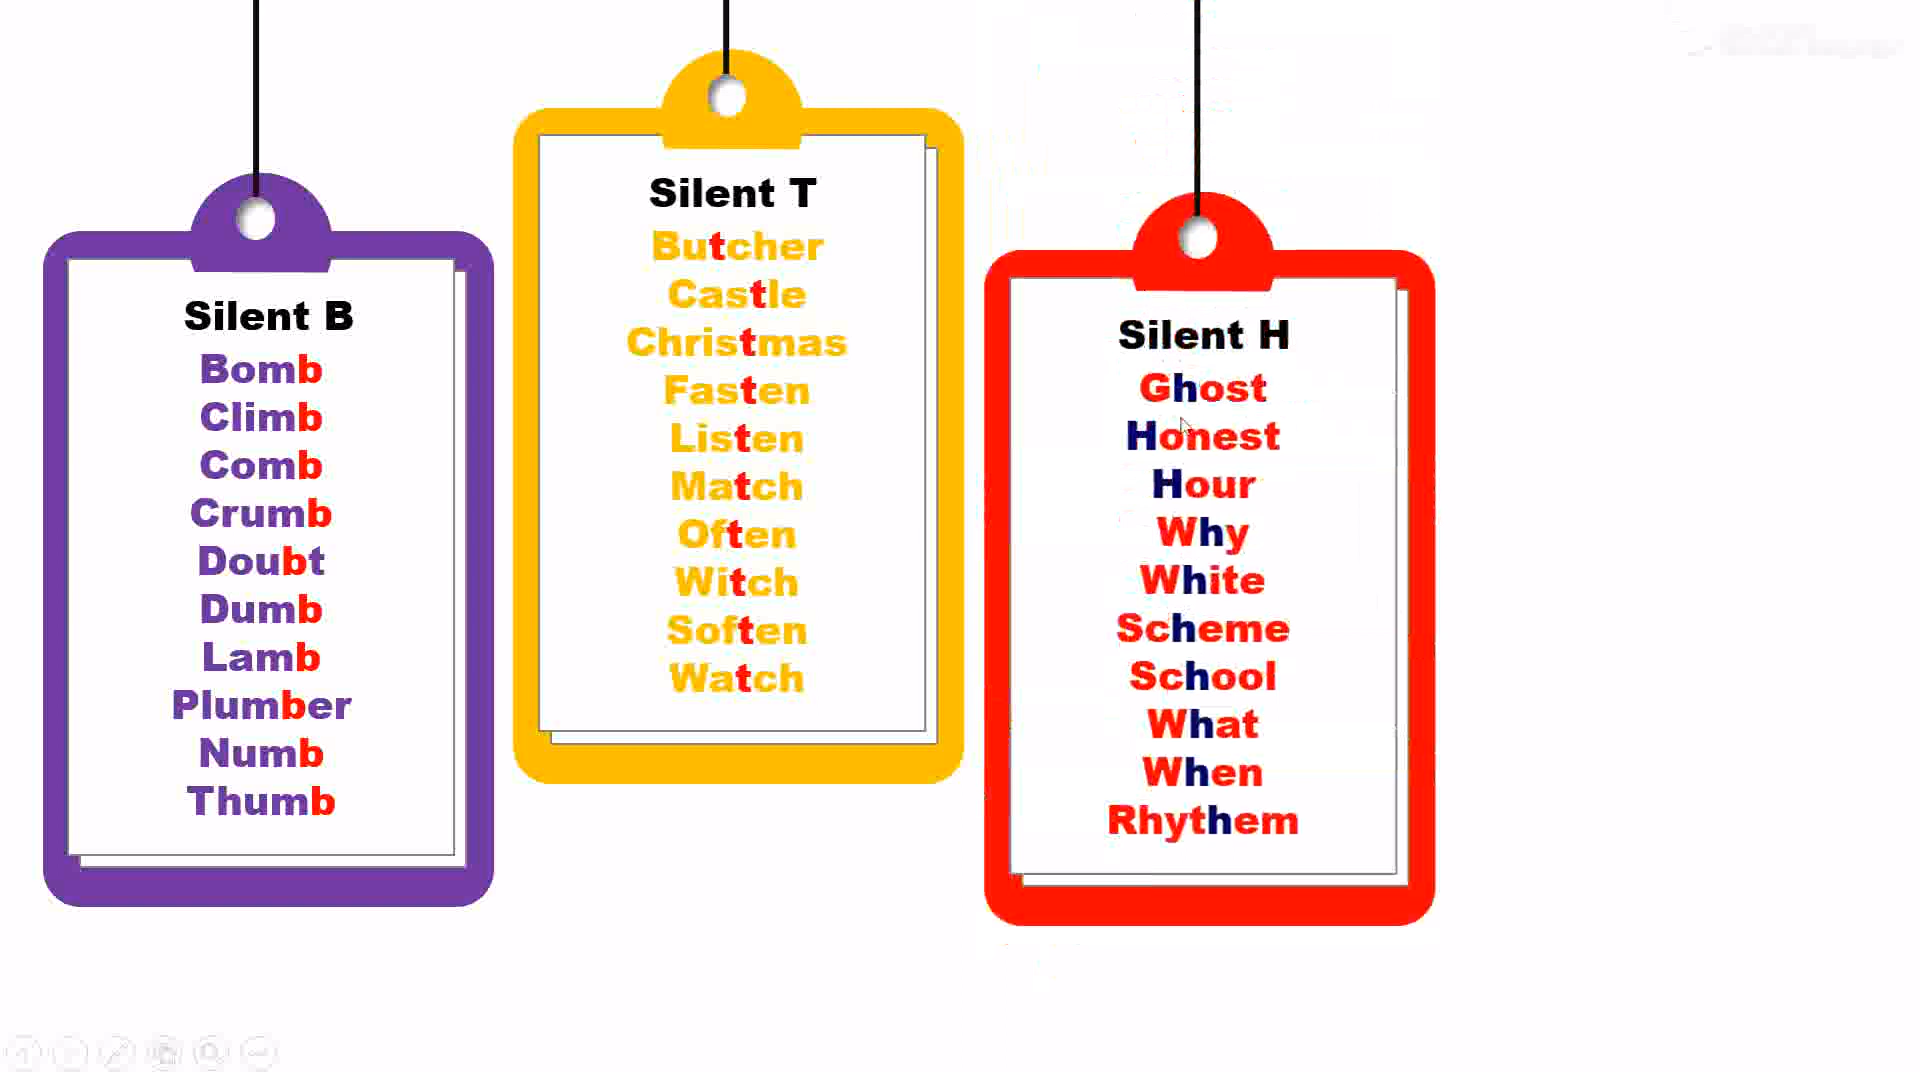 Silent B
Bomb
Climb
Comb
Crumb
Doubt
Dumb
Lamb
Plumber
Numb
Thumb
Silent T
Butcher
Castle
Christmas
Fasten
Listen
Match
Often
Witch
Soften
Watch
Silent H
Ghost
Honest
Hour
Why
White
Scheme
School
What
When
Rhythem